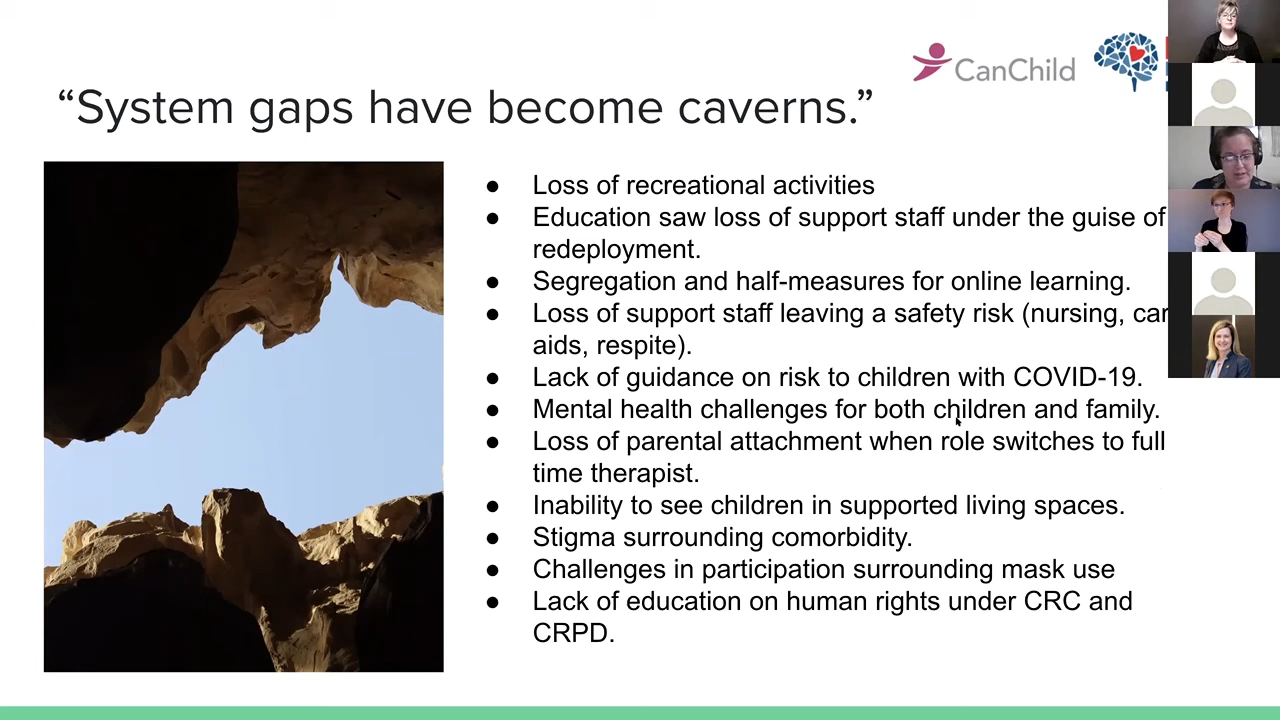 CanChild
“System gaps have become caverns.”
● Loss of recreational activities
● Education saw loss of support staff under the guise of
redeployment.
● Segregation and half-measures for online learning.
● Loss of support staff leaving a safety risk (nursing, car
aids, respite).
● Lack of guidance on risk to children with COVID-19.
● Mental health challenges for both children and family.
● Loss of parental attachment when role switches to full
time therapist.
● Inability to see children in supported living spaces.
● Stigma surrounding comorbidity.
● Challenges in participation surrounding mask use
● Lack of education on human rights under CRC and
CRPD.